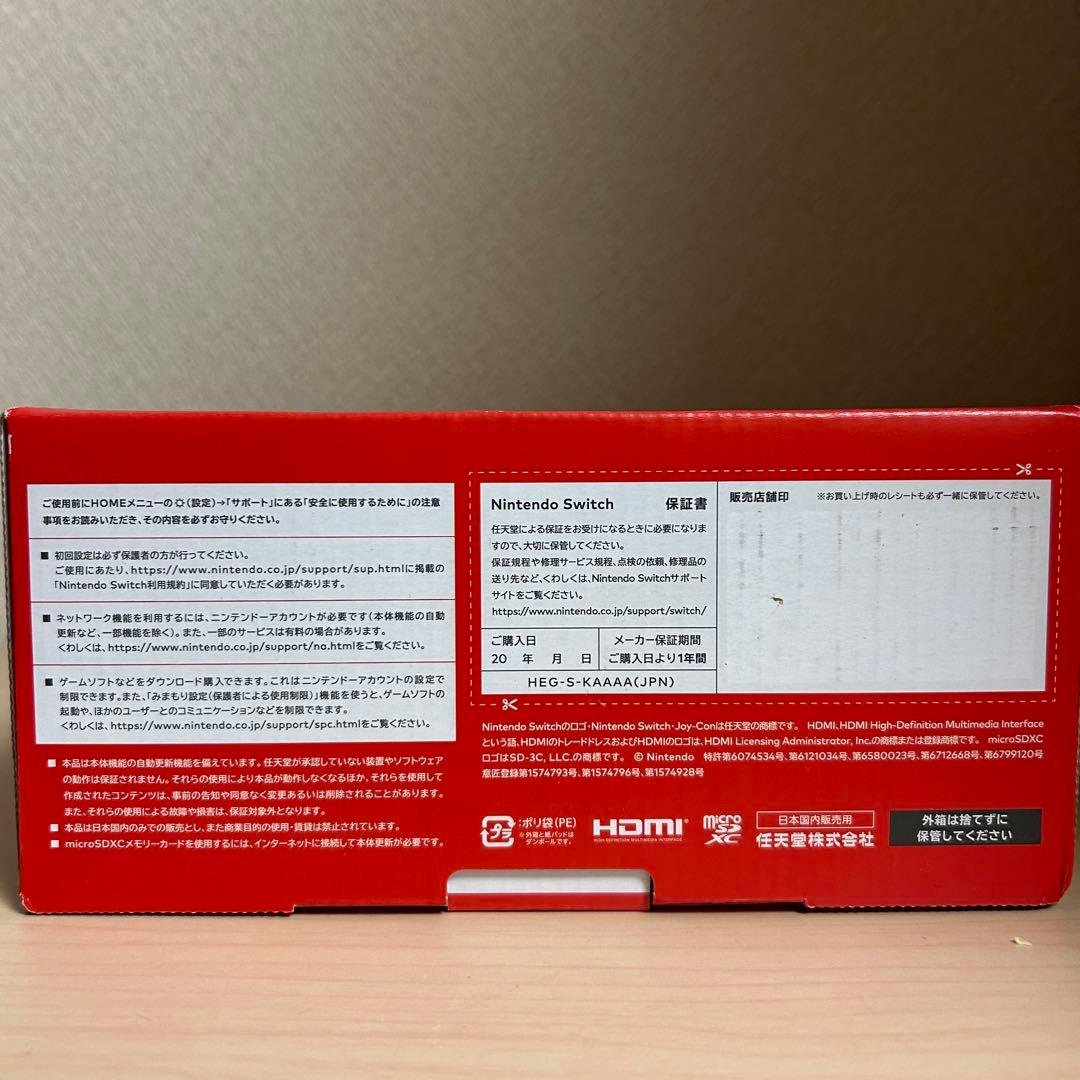 ご使用前にHOMEメニューの(設定)→「サポート」にある「安全に使用するために」の注意
事項をお読みいただき、その内容を必ずお守りください。
■ 初回設定は必ず保護者の方が行ってください。
ご使用にあたり、https://www.nintendo.co.jp/support/sup.htmlに掲載の
「Nintendo Switch利用規約」に同意していただく必要があります。
■ ネットワーク機能を利用するには、ニンテンドーアカウントが必要です(本体機能の自動
更新など、一部機能を除く)。また、一部のサービスは有料の場合があります。
くわしくは、https://www.nintendo.co.jp/support/na.htmlをご覧ください。
■ ゲームソフトなどをダウンロード購入できます。これはニンテンドーアカウントの設定で
制限できます。また、「みまもり設定(保護者による使用制限)」機能を使うと、ゲームソフトの
起動や、ほかのユーザーとのコミュニケーションなどを制限できます。
くわしくは、https://www.nintendo.co.jp/support/spc.htmlをご覧ください。
■ 本品は本体機能の自動更新機能を備えています。任天堂が承認していない装置やソフトウェア
の動作は保証されません。それらの使用により本品が動作しなくなるほか、それらを使用して
作成されたコンテンツは、事前の告知や同意なく変更あるいは削除されることがあります。
また、それらの使用による故障や損害は、保証対象外となります。
■ 本品は日本国内のみでの販売とし、また商業目的の使用・賃貸は禁止されています。
■ microSDXCメモリーカードを使用するには、インターネットに接続して本体更新が必要です。
Nintendo Switch 保証書
任天堂による保証をお受けになるときに必要になりま
すので、大切に保管してください。
保証規程や修理サービス規程、点検の依頼、修理品の
送り先など、くわしくは、Nintendo Switchサポート
サイトをご覧ください。
https://www.nintendo.co.jp/support/switch/
ご購入日
20 年 月 日
メーカー保証期間
ご購入日より1年間
HEG-S-KAAAA(JPN)
販売店舗印 ※お買い上げ時のレシートも必ず一緒に保管してください。
Nintendo Switchのロゴ・Nintendo Switch・Joy-Conは任天堂の商標です。 HDMI、HDMI High-Definition Multimedia Interface
という語、HDMIのトレードドレスおよびHDMIのロゴは、HDMI Licensing Administrator, Inc.の商標または登録商標です。 microSDXC
ロゴはSD-3C, LLC.の商標です。 © Nintendo 特許第6074534号、第6121034号、第6580023号、第6712668号、第6799120号
意匠登録第1574793号、第1574796号、第1574928号
プラ
:ポリ袋(PE)
※外箱と紙パッドは
ダンボールです。
HDMI
HIGH-DEFINITION MULTIMEDIA INTERFACE
micro
SD
XC
日本国内販売用
任天堂株式会社
外箱は捨てずに
保管してください